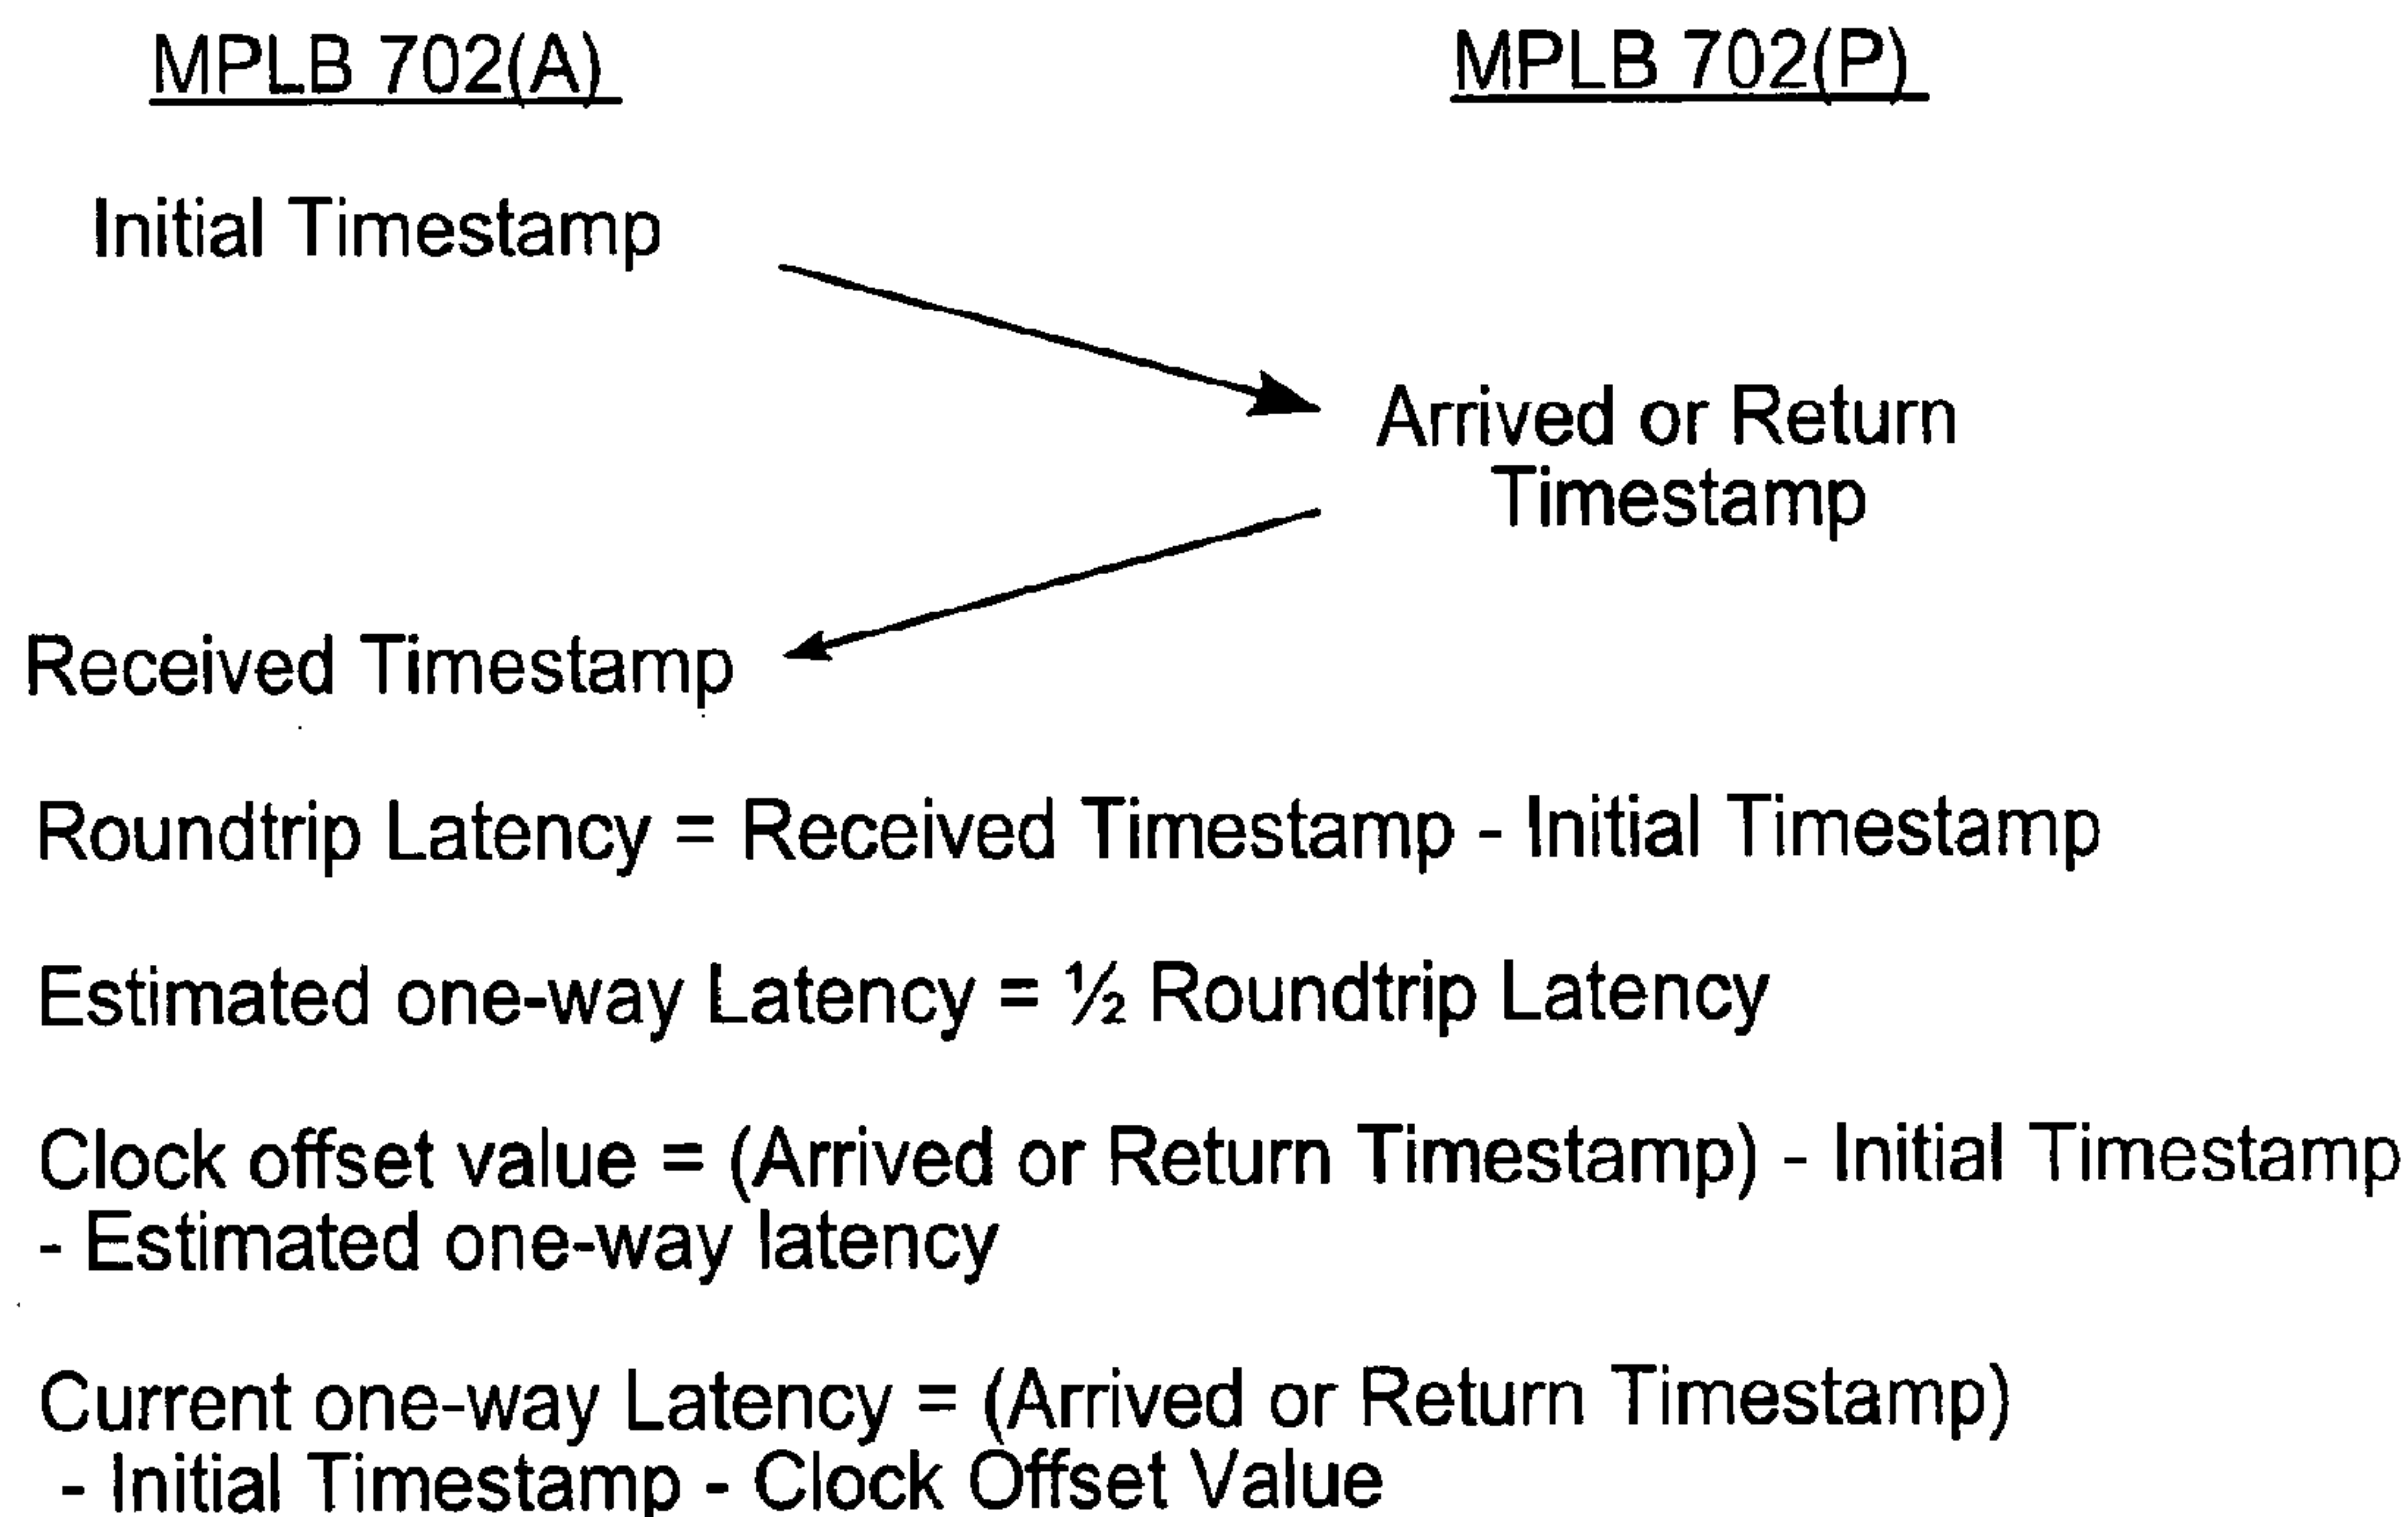 MPLB 702(A)
MPLB 702(P)
Initial Timestamp
Arrived or Return
Timestamp
Received Timestamp
Roundtrip Latency = Received Timestamp - Initial Timestamp
Estimated one-way Latency = ½ Roundtrip Latency
Clock offset value = (Arrived or Return Timestamp) - Initial Timestamp
- Estimated one-way latency
Current one-way Latency = (Arrived or Return Timestamp)
- Initial Timestamp - Clock Offset Value